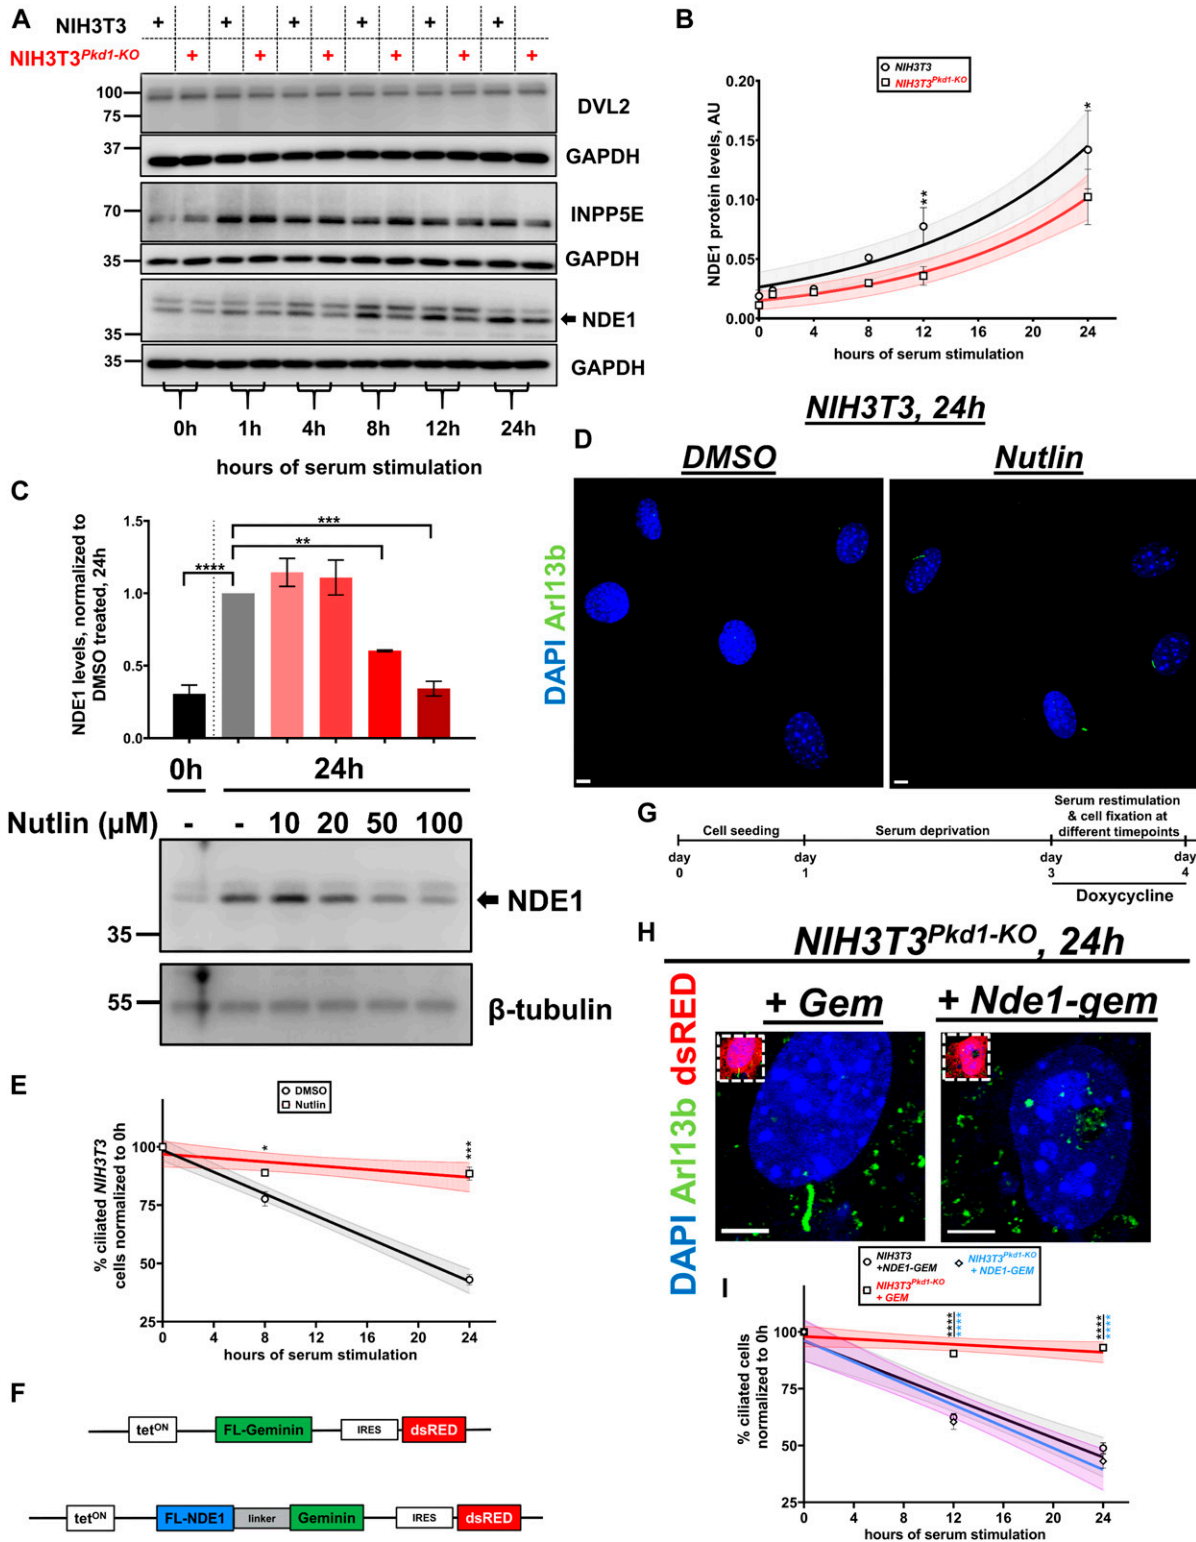 A
NIH3T3 + + + + + +
NIH3T3Pkd1-KO + + + + + +
100
75
DVL2
37
GAPDH
70
INPP5E
35
GAPDH
35
NDE1
35
GAPDH
0h 1h 4h 8h 12h 24h
hours of serum stimulation
B
NIH3T3
NIH3T3Pkd1-KO
NDE1 protein levels, AU
0.20
0.15
0.10
0.05
0.00
**
*
0 4 8 12 16 20 24
hours of serum stimulation
C
NDE1 levels, normalized to
DMSO treated, 24h
1.5
1.0
0.5
0.0
****
***
**
0h 24h
Nutlin (μM) - - 10 20 50 100
NDE1
35
55
β-tubulin
NIH3T3, 24h
D
DMSO Nutlin
DAPI Arl13b
E
DMSO
Nutlin
% ciliated NIH3T3
cells normalized to 0h
100
75
50
25
*
***
0 4 8 12 16 20 24
hours of serum stimulation
F
tetON FL-Geminin IRES dsRED
tetON FL-NDE1 linker Geminin IRES dsRED
G
Cell seeding
Serum deprivation
Serum restimulation
& cell fixation at
different timepoints
day
0
day
1
day
3
day
4
Doxycycline
H
NIH3T3Pkd1-KO, 24h
+ Gem + Nde1-gem
DAPI Arl13b dsRED
I
NIH3T3
+NDE1-GEM
NIH3T3Pkd1-KO
+ GEM
NIH3T3Pkd1-KO
+ NDE1-GEM
% ciliated cells
normalized to 0h
100
75
50
25
****
****
****
****
0 4 8 12 16 20 24
hours of serum stimulation